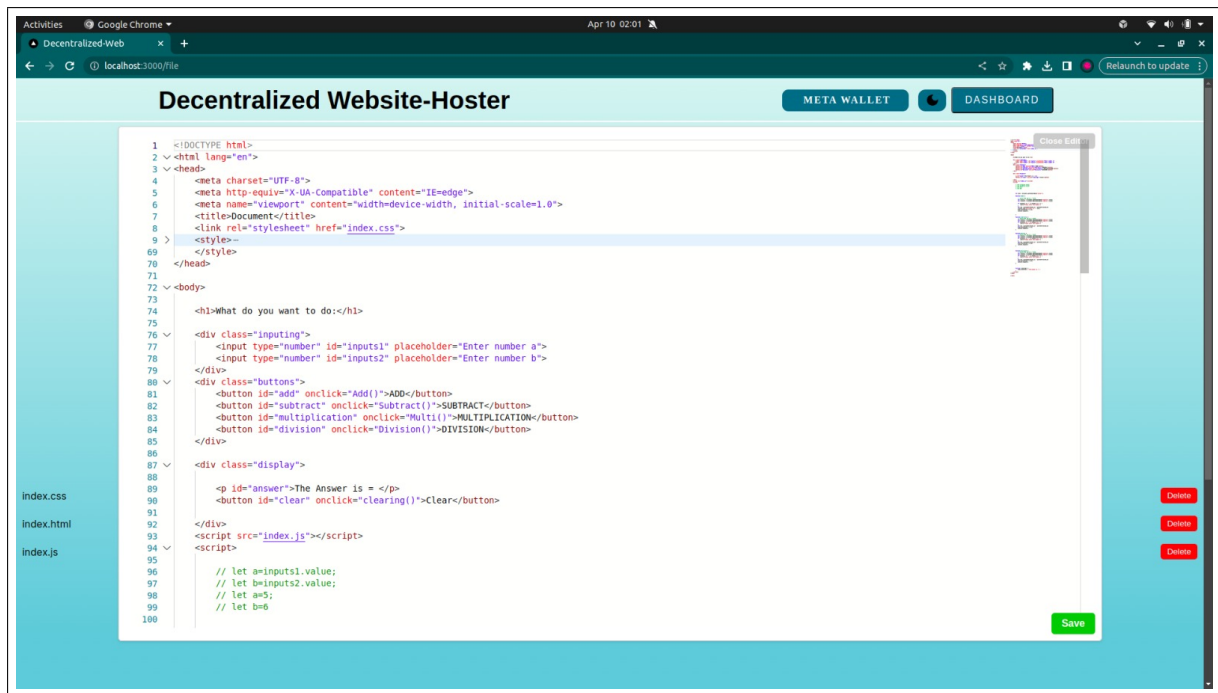 Activities Google Chrome Apr 10 02:01
Decentralized-Web
localhost:3000/file Relaunch to update
Decentralized Website-Hoster META WALLET DASHBOARD
Close Editor
1 <!DOCTYPE html>
2 <html lang="en">
3 <head>
4 <meta charset="UTF-8">
5 <meta http-equiv="X-UA-Compatible" content="IE=edge">
6 <meta name="viewport" content="width=device-width, initial-scale=1.0">
7 <title>Document</title>
8 <link rel="stylesheet" href="index.css">
9 <style>
69 </style>
70 </head>
71
72 <body>
73
74 <h1>What do you want to do:</h1>
75
76 <div class="inputing">
77 <input type="number" id="inputs1" placeholder="Enter number a">
78 <input type="number" id="inputs2" placeholder="Enter number b">
79 </div>
80 <div class="buttons">
81 <button id="add" onclick="Add()">ADD</button>
82 <button id="subtract" onclick="Subtract()">SUBTRACT</button>
83 <button id="multiplication" onclick="Multi()">MULTIPLICATION</button>
84 <button id="division" onclick="Division()">DIVISION</button>
85 </div>
86
87 <div class="display">
88
89 <p id="answer">The Answer is = </p>
90 <button id="clear" onclick="clearing()">Clear</button>
91
92 </div>
93 <script src="index.js"></script>
94 <script>
95
96 // let a=inputs1.value;
97 // let b=inputs2.value;
98 // let a=5;
99 // let b=6
100
index.css Delete
index.html Delete
index.js Delete
Save